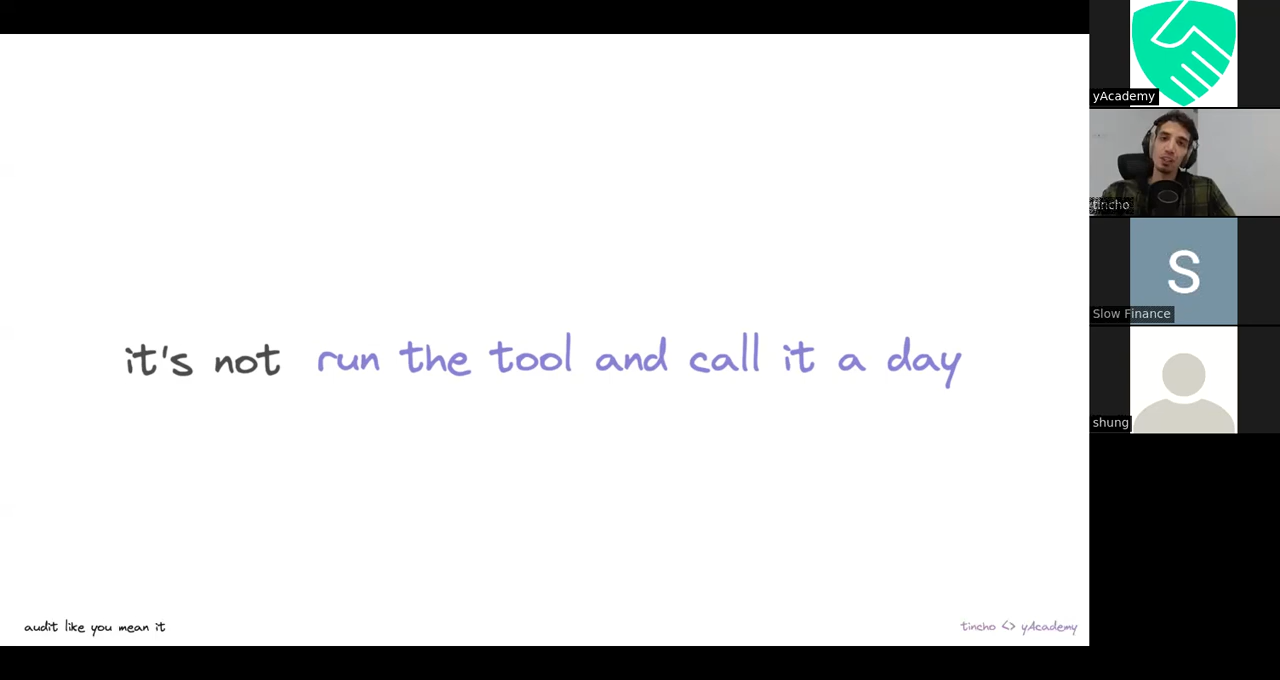 it's not run the tool and call it a day
audit like you mean it
tincho <> yAcademy
yAcademy
tincho
S
Slow Finance
shung